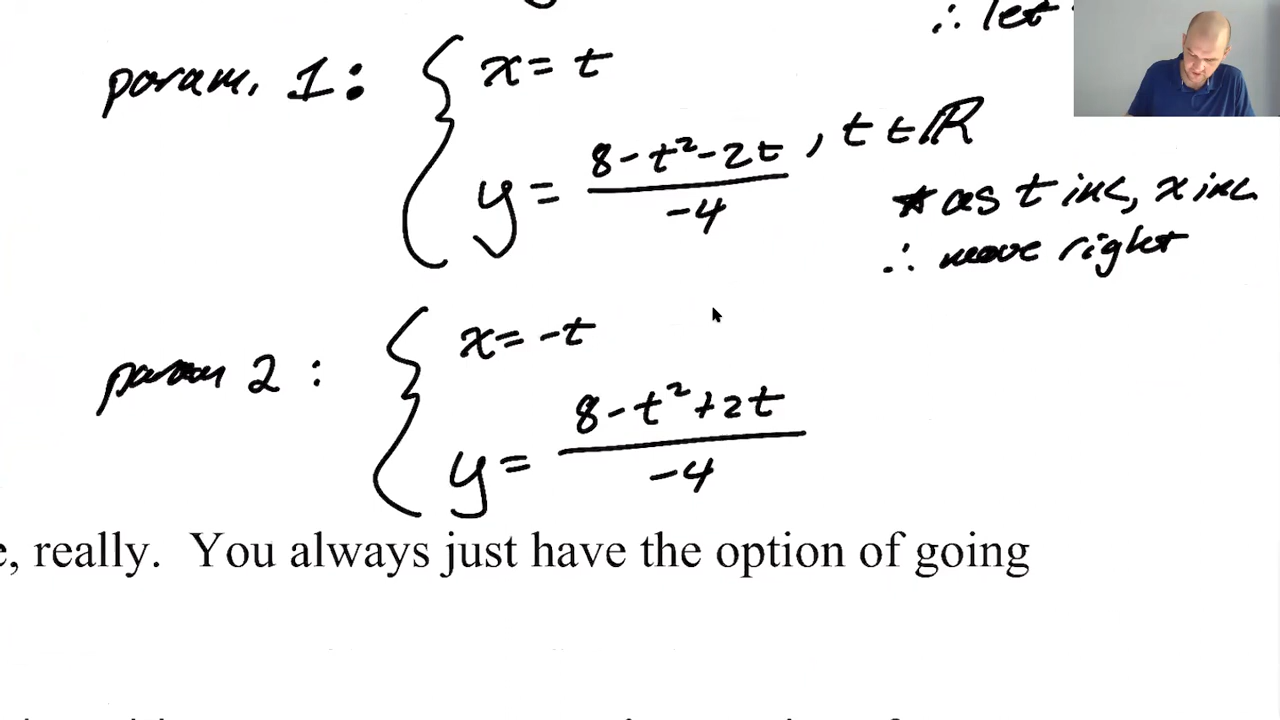 ∴ let
param. 1: { x = t
y = (8 - t² - 2t)/(-4), t ∈ ℝ
* as t inc, x inc
∴ move right
param 2: { x = -t
y = (8 - t² + 2t)/(-4)
, really. You always just have the option of going